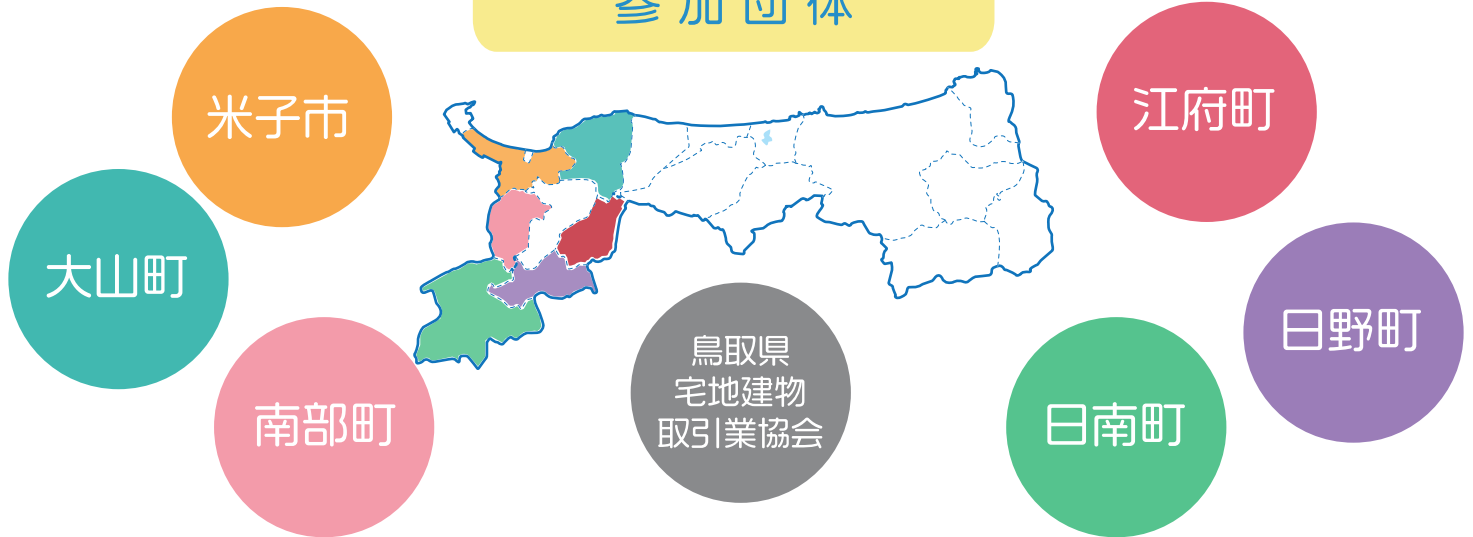 参加団体
米子市
江府町
大山町
日野町
南部町
鳥取県
宅地建物
取引業協会
日南町